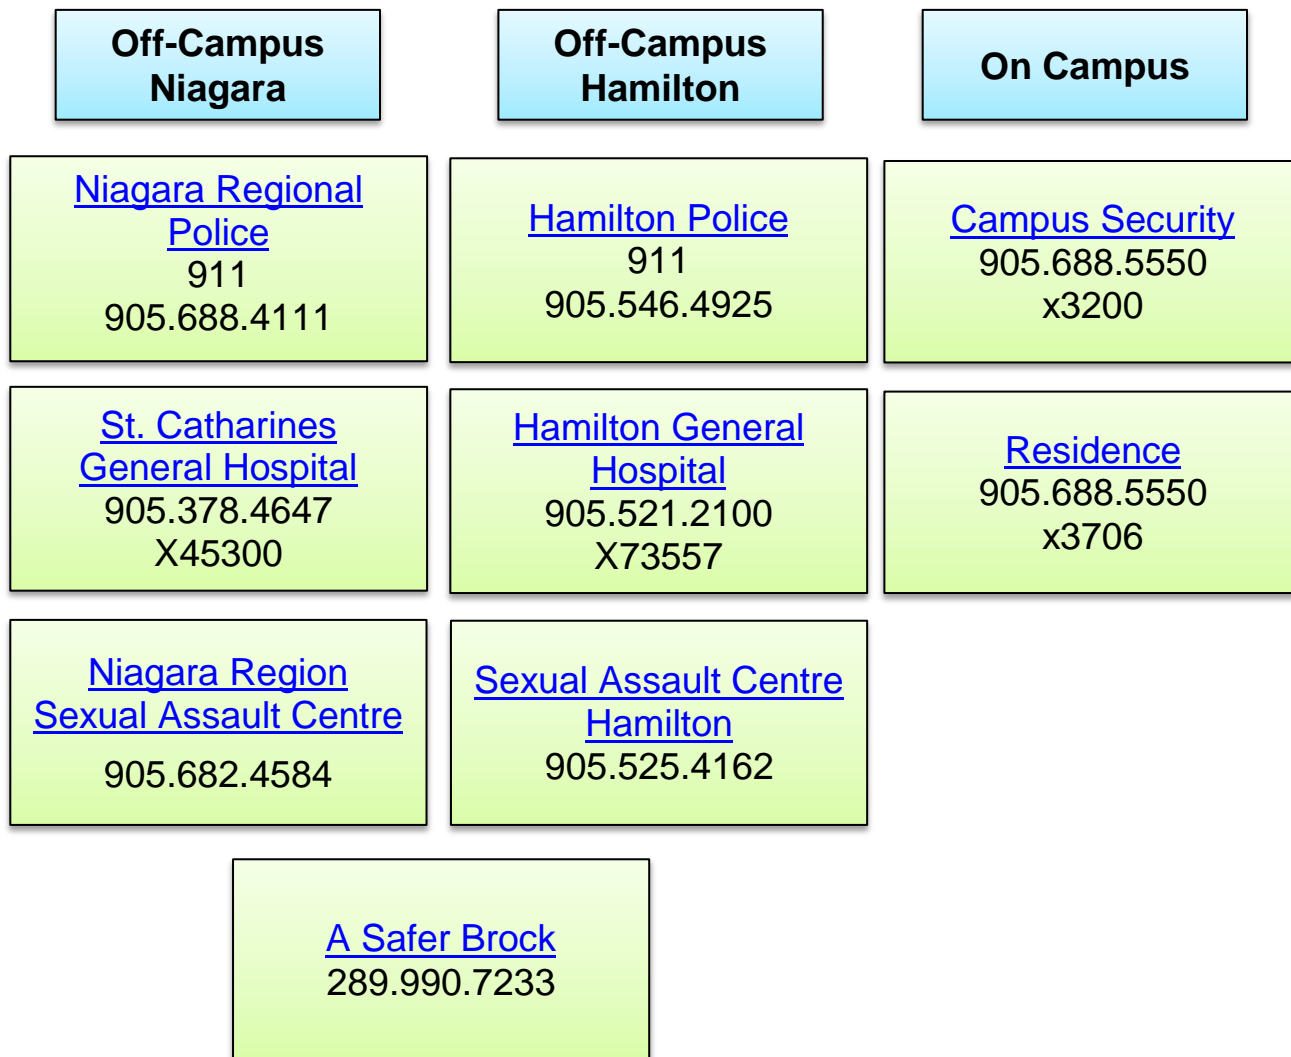 Off-Campus
Niagara
Off-Campus
Hamilton
On Campus
Niagara Regional
Police
911
905.688.4111
Hamilton Police
911
905.546.4925
Campus Security
905.688.5550
x3200
St. Catharines
General Hospital
905.378.4647
X45300
Hamilton General
Hospital
905.521.2100
X73557
Residence
905.688.5550
x3706
Niagara Region
Sexual Assault Centre
905.682.4584
Sexual Assault Centre
Hamilton
905.525.4162
A Safer Brock
289.990.7233